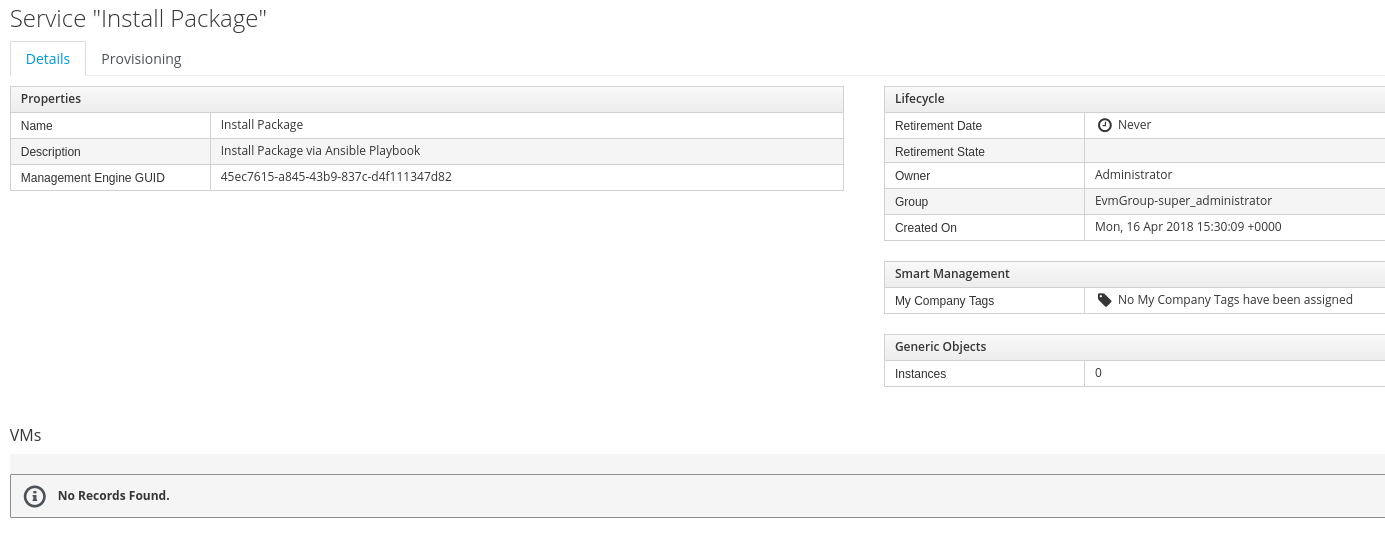 Service "Install Package"
Details Provisioning
Properties
Name Install Package
Description Install Package via Ansible Playbook
Management Engine GUID 45ec7615-a845-43b9-837c-d4f111347d82
Lifecycle
Retirement Date Never
Retirement State
Owner Administrator
Group EvmGroup-super_administrator
Created On Mon, 16 Apr 2018 15:30:09 +0000
Smart Management
My Company Tags No My Company Tags have been assigned
Generic Objects
Instances 0
VMs
No Records Found.